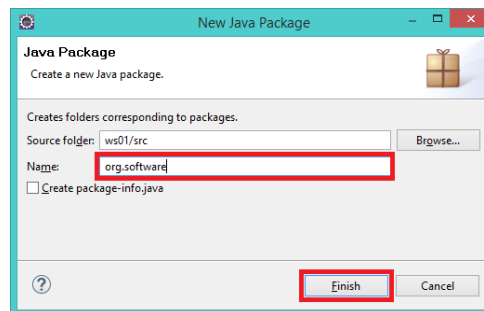 New Java Package
Java Package
Create a new Java package.
Creates folders corresponding to packages.
Source folder: ws01/src Browse...
Name: org.software
Create package-info.java
Finish Cancel